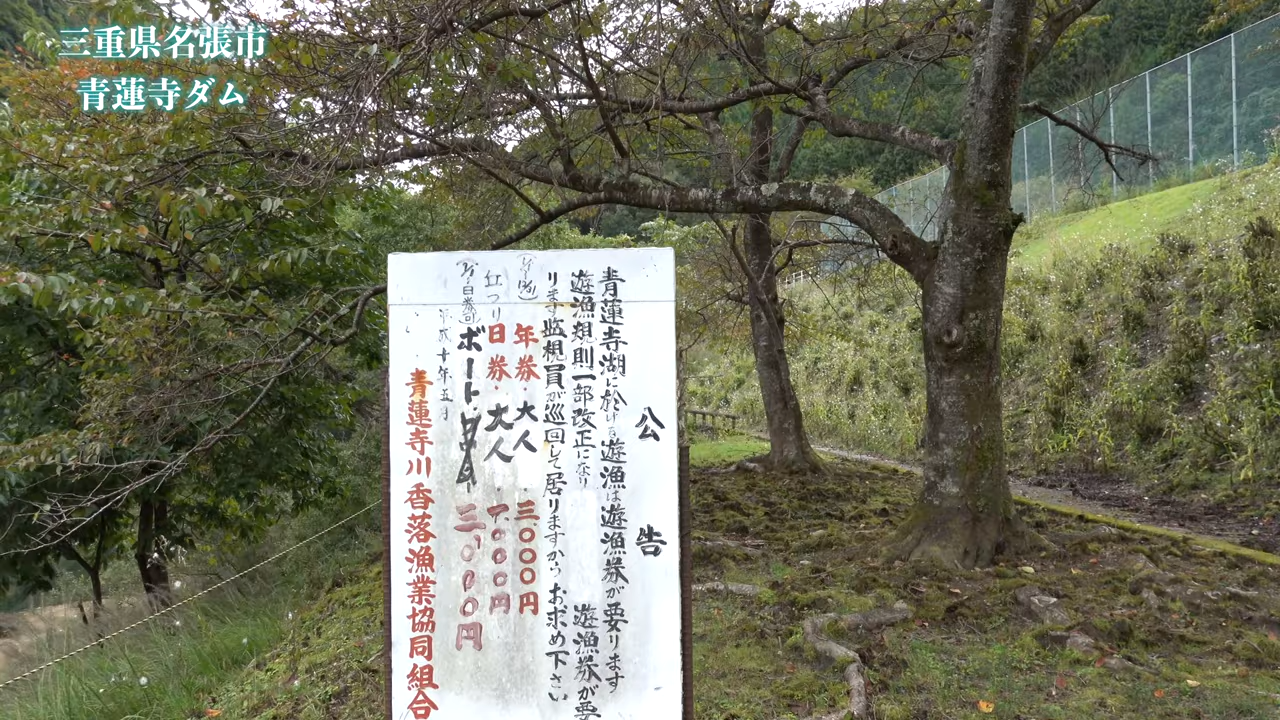 三重県名張市
青蓮寺ダム
公告
青蓮寺湖に於ける遊漁は遊漁券が要ります
遊漁規則一部改正になり 遊漁券が要
ります監視員が巡回して居りますからお求め下さい
年券・大人・三〇〇〇円
日券・大人・一〇〇〇円
ボート・
三、〇〇〇円
平成十年五月
青蓮寺川香落漁業協同組合